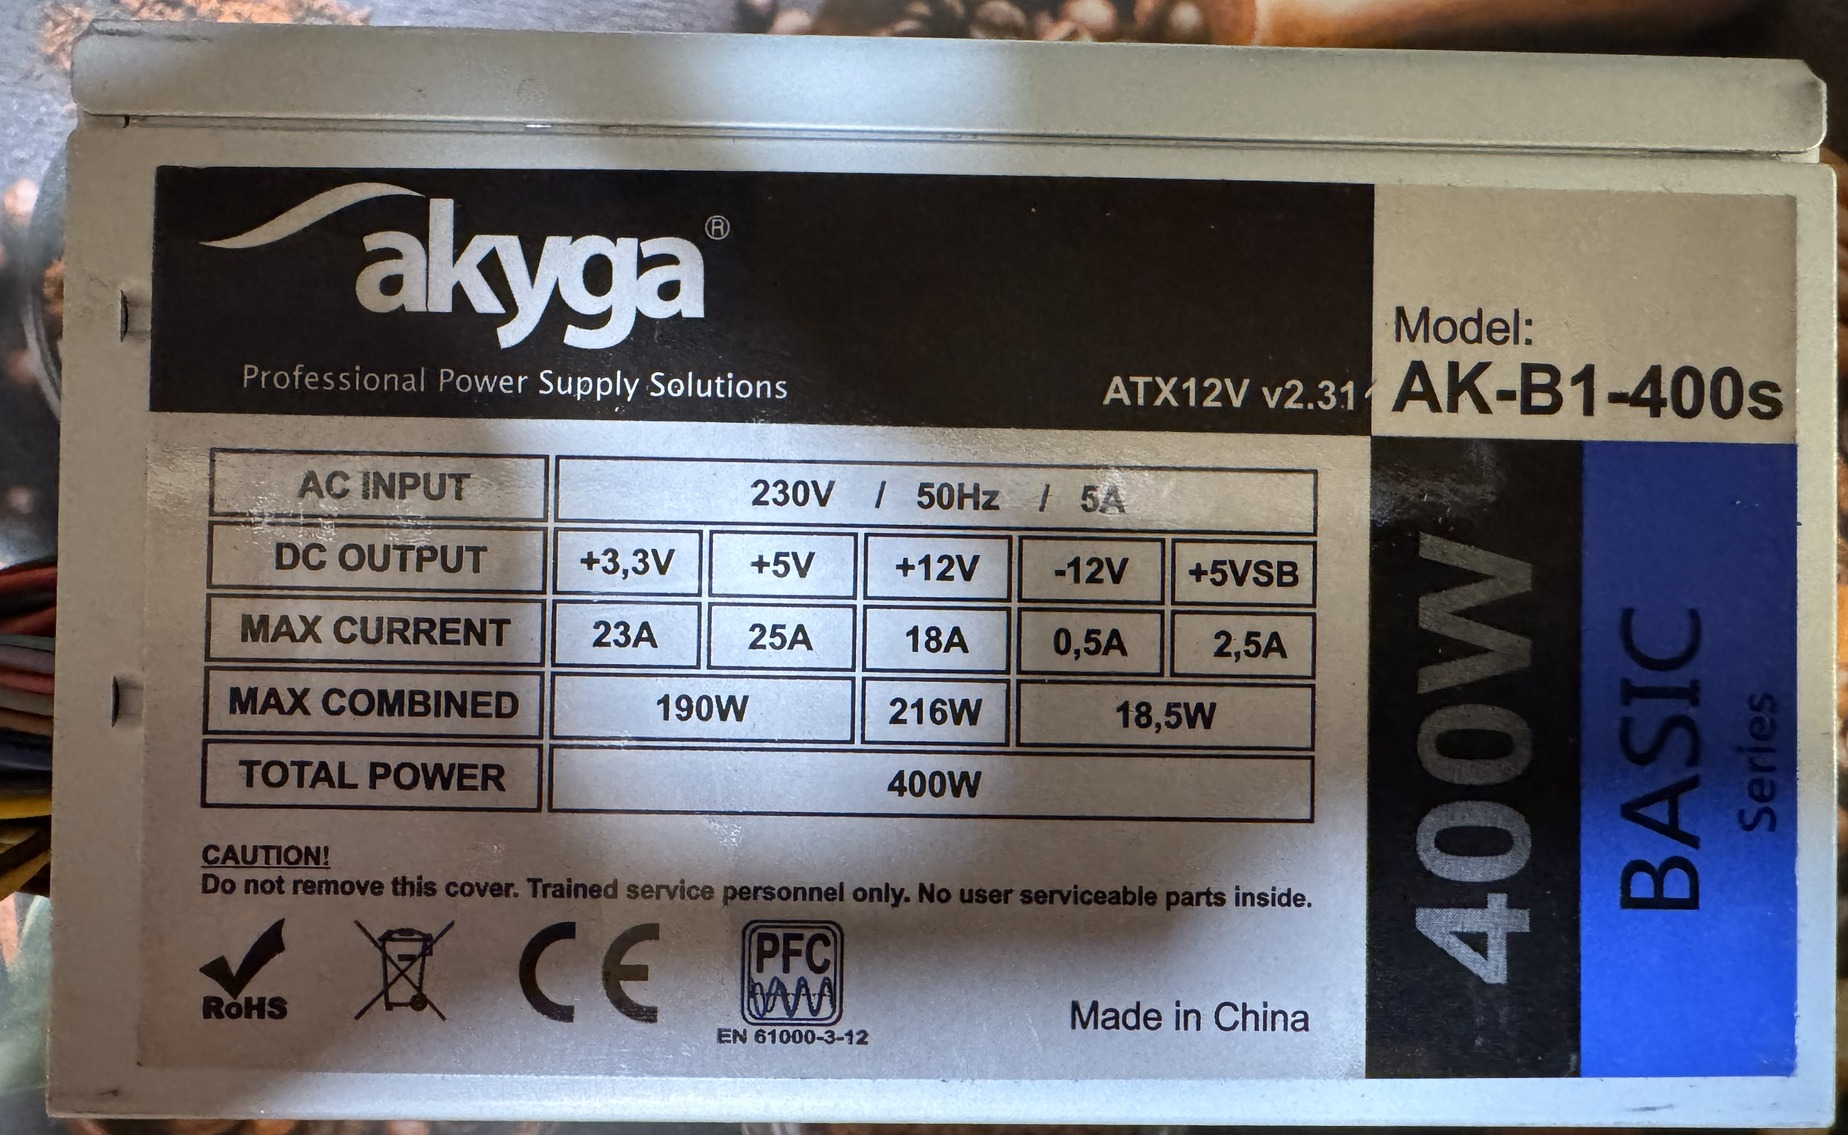 akyga®
Professional Power Supply Solutions
ATX12V v2.31
Model:
AK-B1-400s
AC INPUT 230V / 50Hz / 5A
DC OUTPUT +3,3V +5V +12V -12V +5VSB
MAX CURRENT 23A 25A 18A 0,5A 2,5A
MAX COMBINED 190W 216W 18,5W
TOTAL POWER 400W
CAUTION!
Do not remove this cover. Trained service personnel only. No user serviceable parts inside.
RoHS
CE
PFC
EN 61000-3-12
Made in China
400W
BASIC
Series